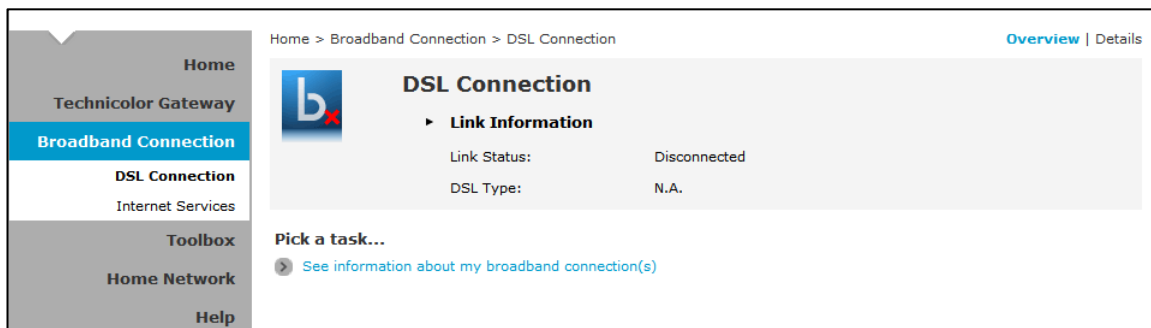 Home > Broadband Connection > DSL Connection
Overview | Details
Home
Technicolor Gateway
Broadband Connection
DSL Connection
Internet Services
Toolbox
Home Network
Help
b
DSL Connection
Link Information
Link Status: Disconnected
DSL Type: N.A.
Pick a task...
See information about my broadband connection(s)